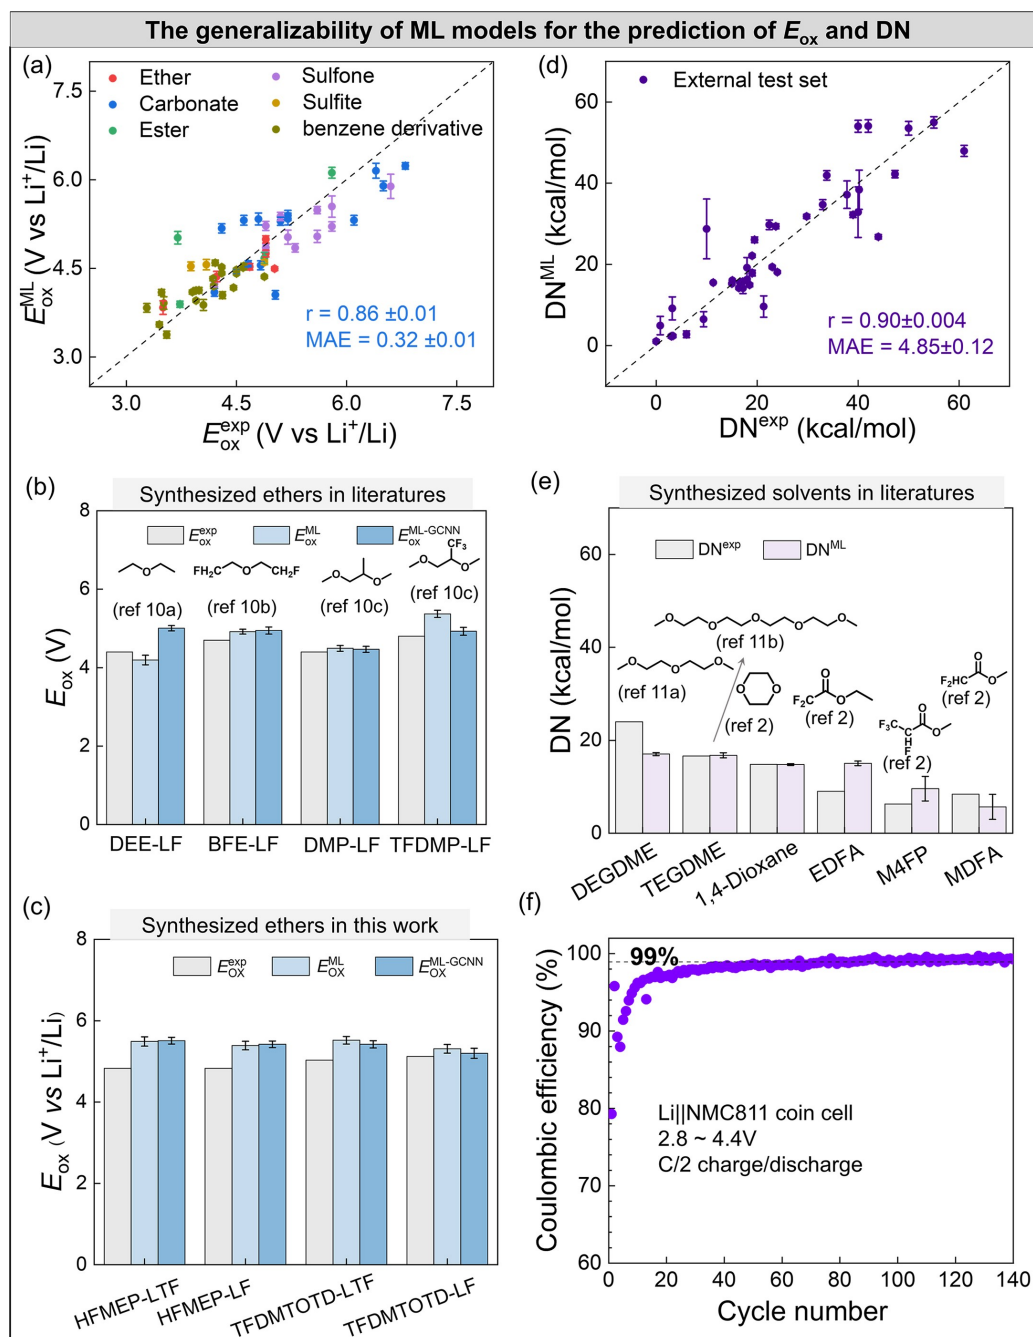 The generalizability of ML models for the prediction of Eox and DN
(a)
7.5
6.0
4.5
3.0
Ether
Carbonate
Ester
Sulfone
Sulfite
benzene derivative
r = 0.86 ±0.01
MAE = 0.32 ±0.01
EoxML (V vs Li+/Li)
3.0 4.5 6.0 7.5
Eoxexp (V vs Li+/Li)
(d)
60
40
20
0
External test set
r = 0.90±0.004
MAE = 4.85±0.12
DNML (kcal/mol)
0 20 40 60
DNexp (kcal/mol)
(b)
Synthesized ethers in literatures
8
6
4
2
0
Eox (V)
Eoxexp EoxML EoxML-GCNN
O
(ref 10a)
FH2C O CH2F
(ref 10b)
O O
(ref 10c)
CF3
O O
(ref 10c)
DEE-LF BFE-LF DMP-LF TFDMP-LF
(e)
Synthesized solvents in literatures
60
40
20
0
DN (kcal/mol)
DNexp DNML
O O O O O
(ref 11b)
O O O
(ref 11a)
O O
(ref 2)
O
F2 O
(ref 2)
O
F3C O
H
F
(ref 2)
O
F2HC O
(ref 2)
DEGDME TEGDME 1,4-Dioxane EDFA M4FP MDFA
(c)
Synthesized ethers in this work
8
6
4
2
0
Eox (V vs Li+/Li)
EOXexp EOXML EOXML-GCNN
HFMEP-LTF HFMEP-LF TFDMTOTD-LTF TFDMTOTD-LF
(f)
100
90
80
70
60
Coulombic efficiency (%)
99%
Li||NMC811 coin cell
2.8 ~ 4.4V
C/2 charge/discharge
0 20 40 60 80 100 120 140
Cycle number